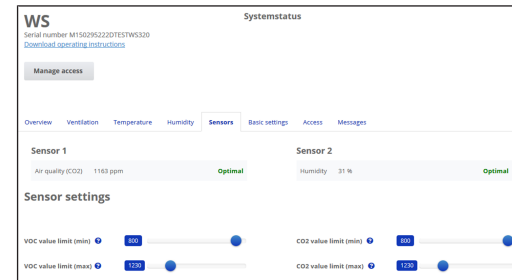 WS
Systemstatus
Serial number M150295222DTESTWS320
Download operating instructions
Manage access
Overview Ventilation Temperature Humidity Sensors Basic settings Access Messages
Sensor 1 Sensor 2
Air quality (CO2) 1163 ppm Optimal Humidity 31 % Optimal
Sensor settings
VOC value limit (min) ? 800 CO2 value limit (min) ? 800
VOC value limit (max) ? 1230 CO2 value limit (max) ? 1230